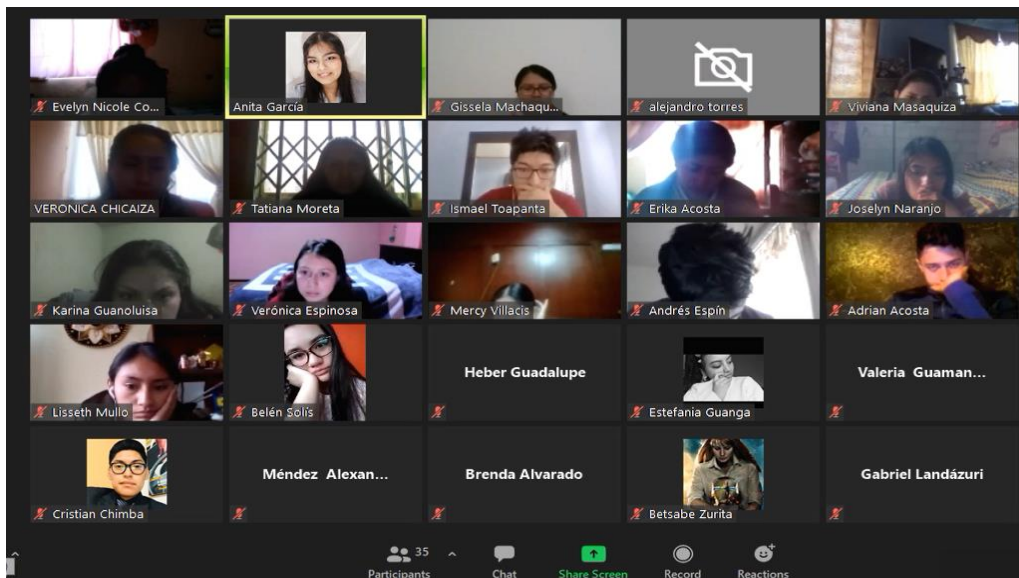 Evelyn Nicole Co...
Anita García
Gissela Machaqu...
alejandro torres
Viviana Masaquiza
VERONICA CHICAIZA
Tatiana Moreta
Ismael Toapanta
Erika Acosta
Joselyn Naranjo
Karina Guanoluisa
Verónica Espinosa
Mercy Villacis
Andrés Espín
Adrian Acosta
Lisseth Mullo
Belén Solís
Heber Guadalupe
Estefania Guanga
Valeria Guaman...
Cristian Chimba
Méndez Alexan...
Brenda Alvarado
Betsabe Zurita
Gabriel Landázuri
35
Participants
Chat
Share Screen
Record
Reactions